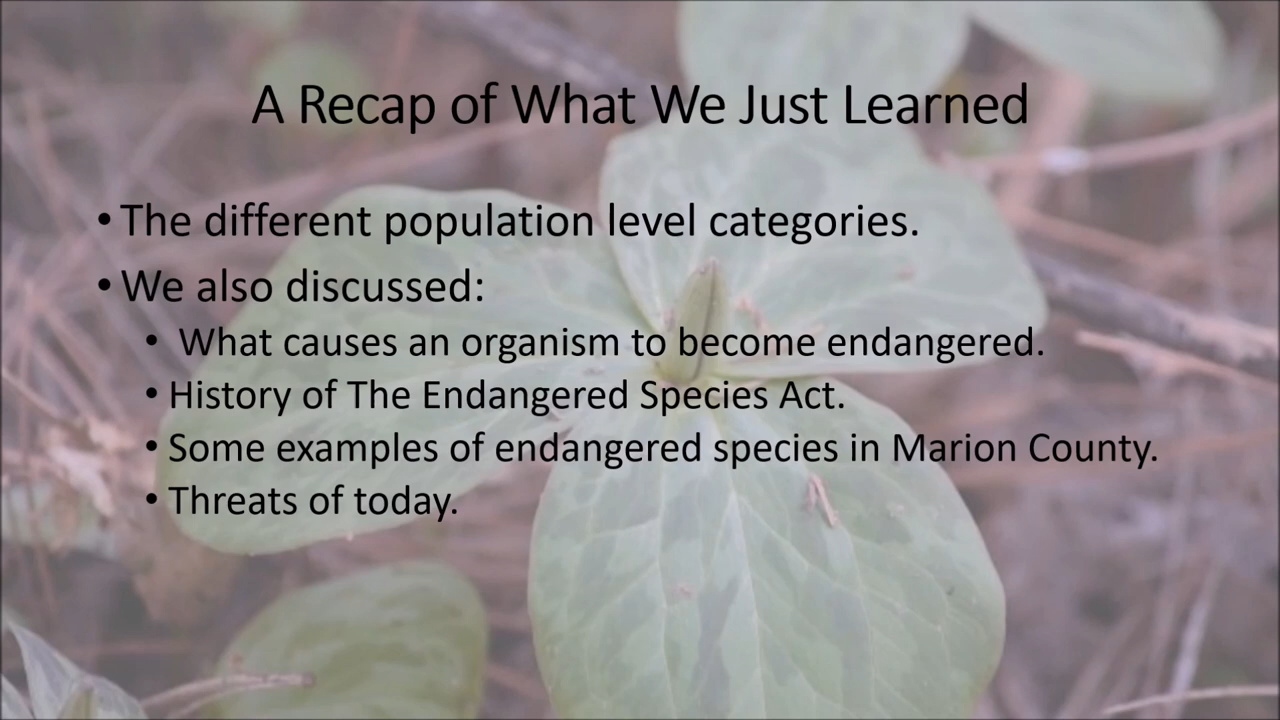 A Recap of What We Just Learned
• The different population level categories.
• We also discussed:
• What causes an organism to become endangered.
• History of The Endangered Species Act.
• Some examples of endangered species in Marion County.
• Threats of today.